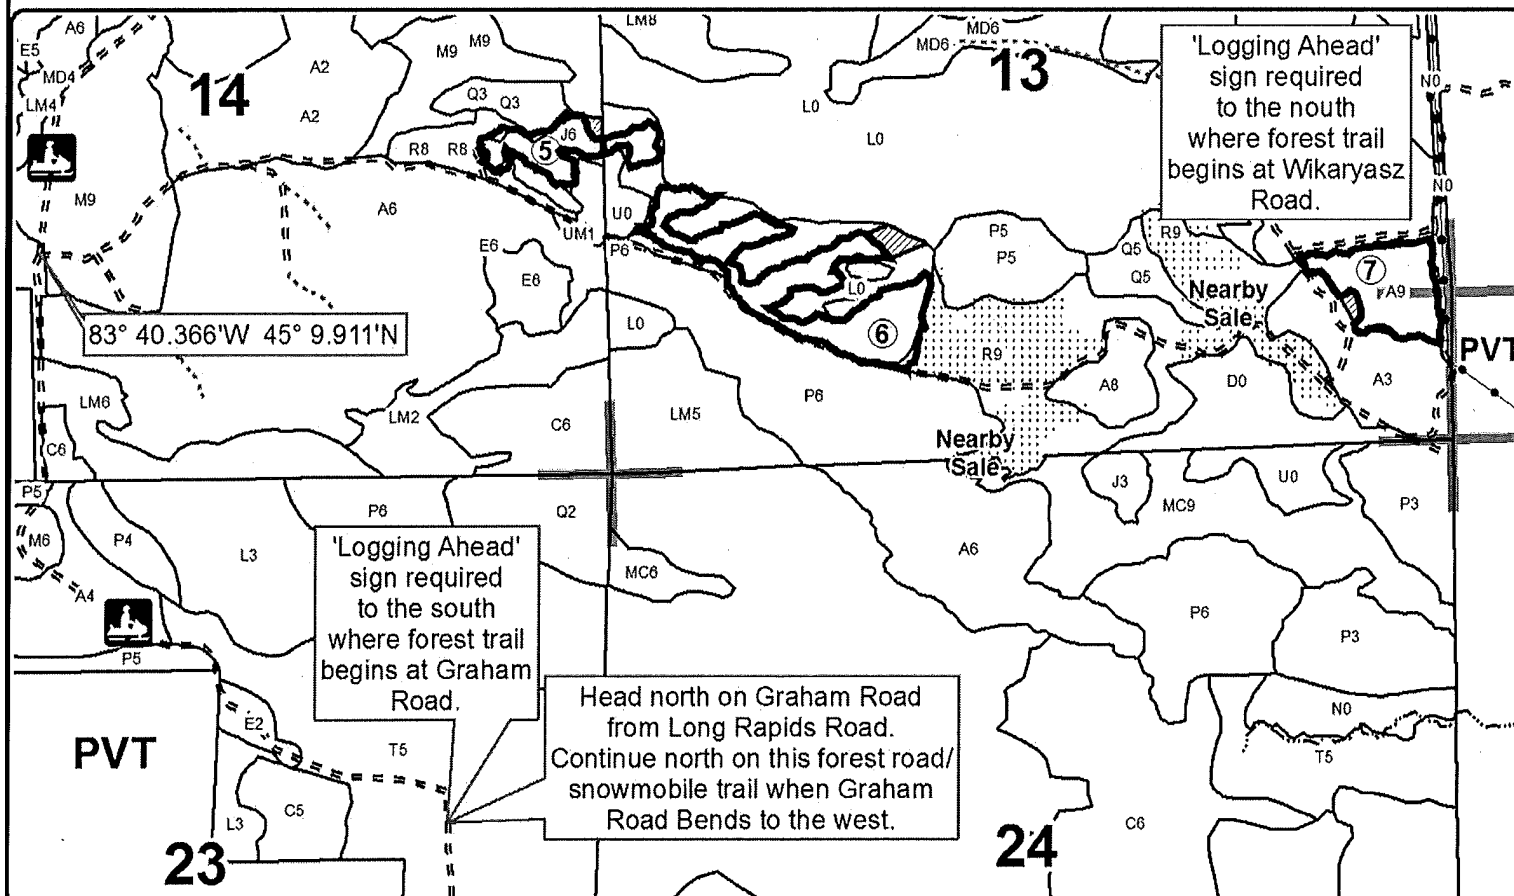 A6
E5
MD4
LM4
14
A2
A2
M9
M9
Q3
Q3
R8
R8
J6
5
LM8
MD6
MD6
13
L0
L0
'Logging Ahead'
sign required
to the nouth
where forest trail
begins at Wikaryasz
Road.
N0
N0
M9
A6
UM1
U0
P6
E6
E6
L0
L0
6
P5
P5
Q5
Q5
R9
Nearby
Sale
7
A9
PVT
83° 40.366'W 45° 9.911'N
LM6
C6
LM2
C6
LM5
P6
R9
A8
D0
A3
Nearby
Sale
P5
M6
P4
A4
L3
P6
Q2
MC6
A6
J3
MC9
U0
P3
P6
P3
N0
T5
'Logging Ahead'
sign required
to the south
where forest trail
begins at Graham
Road.
Head north on Graham Road
from Long Rapids Road.
Continue north on this forest road/
snowmobile trail when Graham
Road Bends to the west.
P5
PVT
E2
T5
L3
C5
23
24
C6